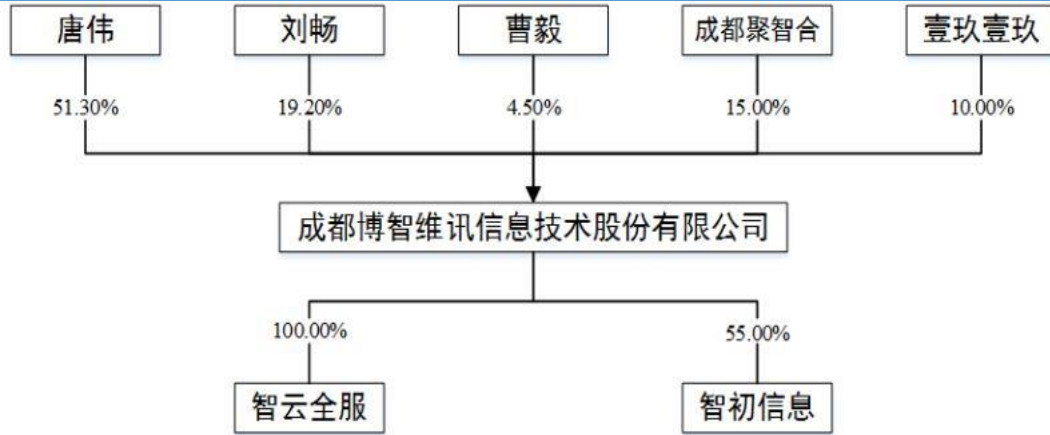 唐伟
刘畅
曹毅
成都聚智合
壹玖壹玖
51.30%
19.20%
4.50%
15.00%
10.00%
成都博智维讯信息技术股份有限公司
100.00%
55.00%
智云全服
智初信息